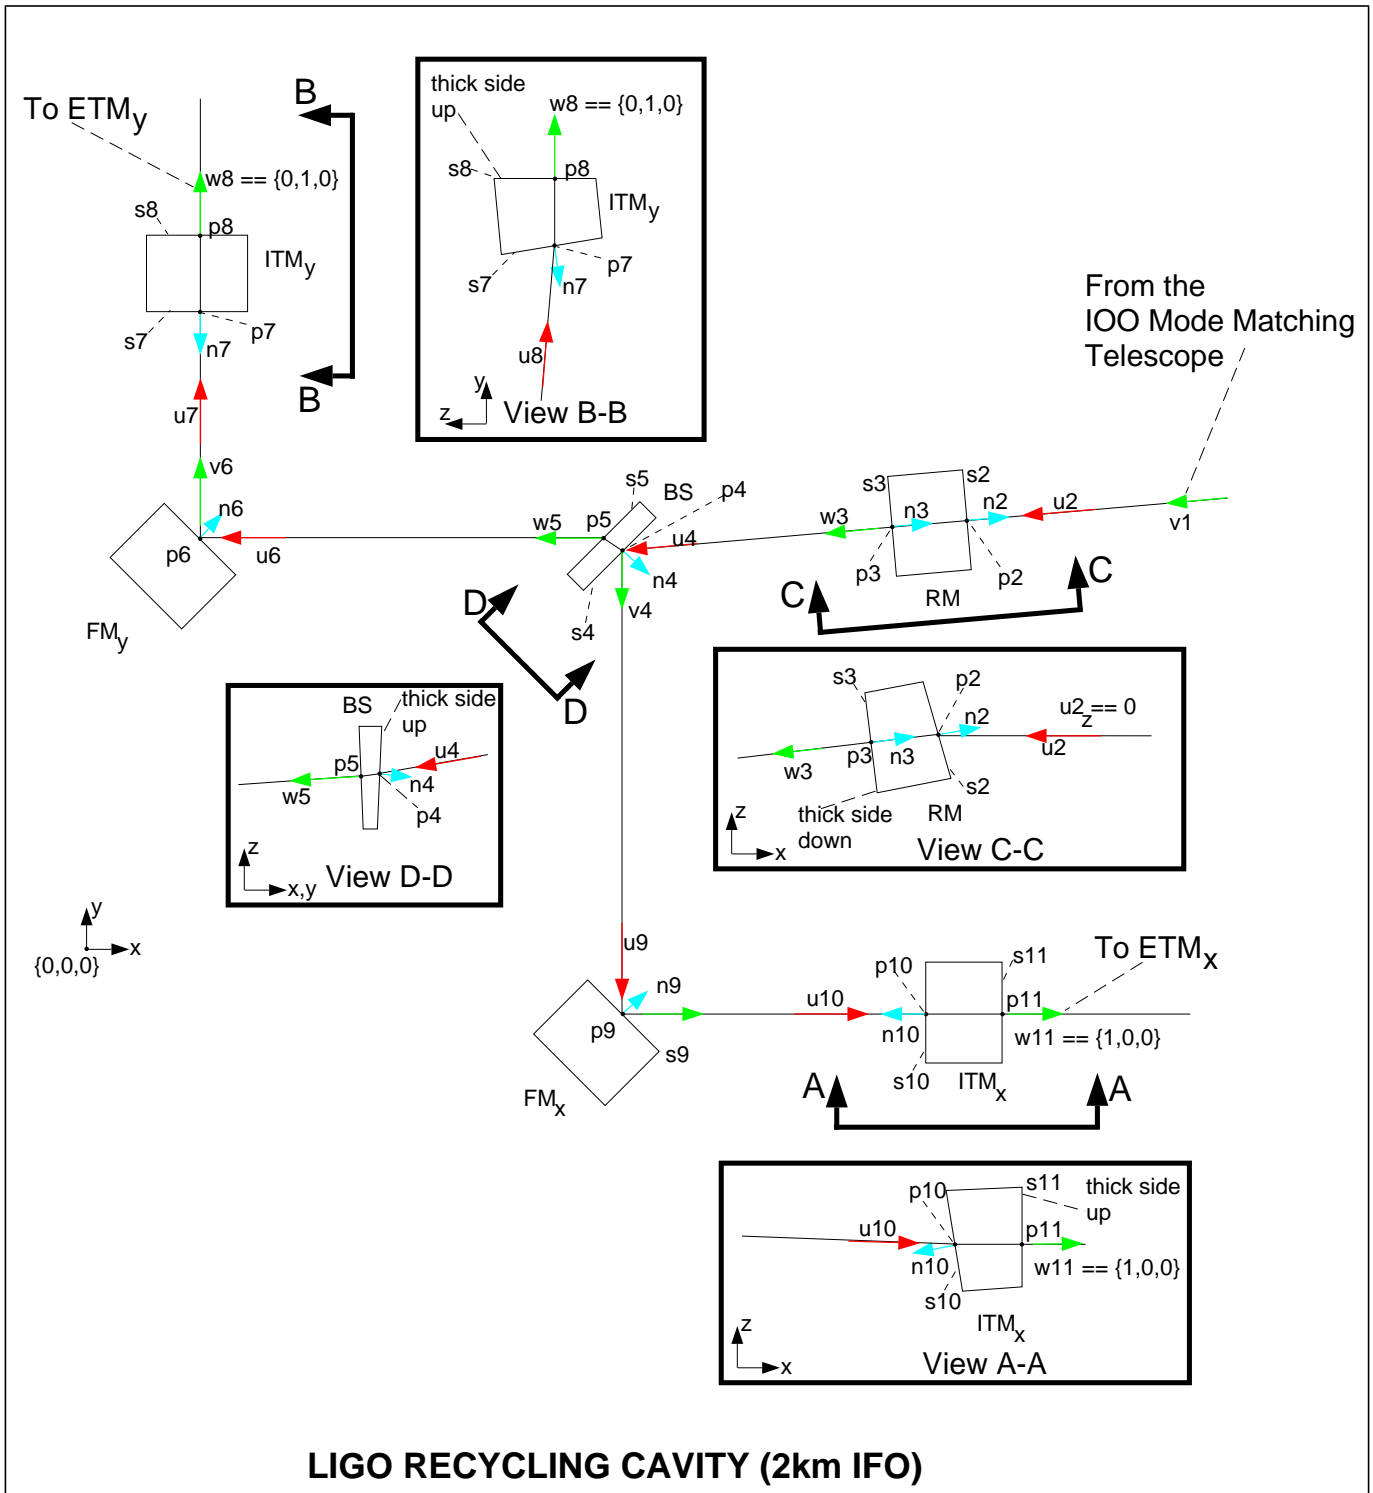 To ETMy
B
w8 == {0,1,0}
s8
p8
ITMy
s7
p7
n7
B
u7
v6
n6
p6
u6
FMy
thick side
up
w8 == {0,1,0}
s8
p8
ITMy
s7
p7
n7
u8
y
z
View B-B
From the
IOO Mode Matching
Telescope
s5
BS
p4
p5
w5
u4
n4
v4
s4
D
D
s3
s2
w3
n3
n2
u2
v1
p3
p2
RM
C
C
BS
thick side
up
p5
u4
w5
n4
p4
z
x,y
View D-D
s3
p2
n2
u2z == 0
u2
w3
p3
n3
s2
thick side
down
RM
z
x
View C-C
y
x
{0,0,0}
u9
n9
p9
s9
FMx
p10
s11
To ETMx
u10
p11
n10
w11 == {1,0,0}
s10
ITMx
A
A
p10
s11
thick side
up
u10
p11
n10
w11 == {1,0,0}
s10
ITMx
z
x
View A-A
LIGO RECYCLING CAVITY (2km IFO)